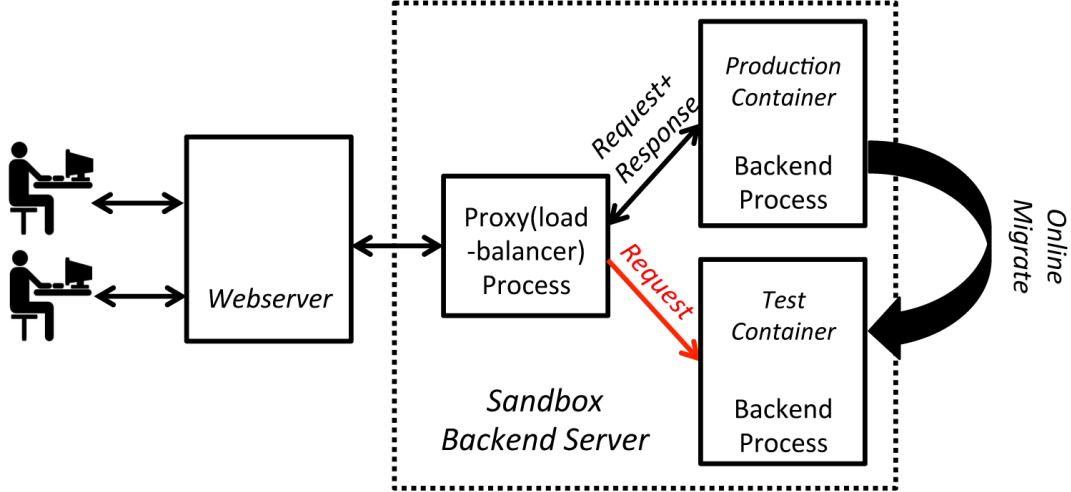 Webserver
Proxy(load
-balancer)
Process
Request+
Response
Request
Production
Container
Backend
Process
Test
Container
Backend
Process
Online
Migrate
Sandbox
Backend Server